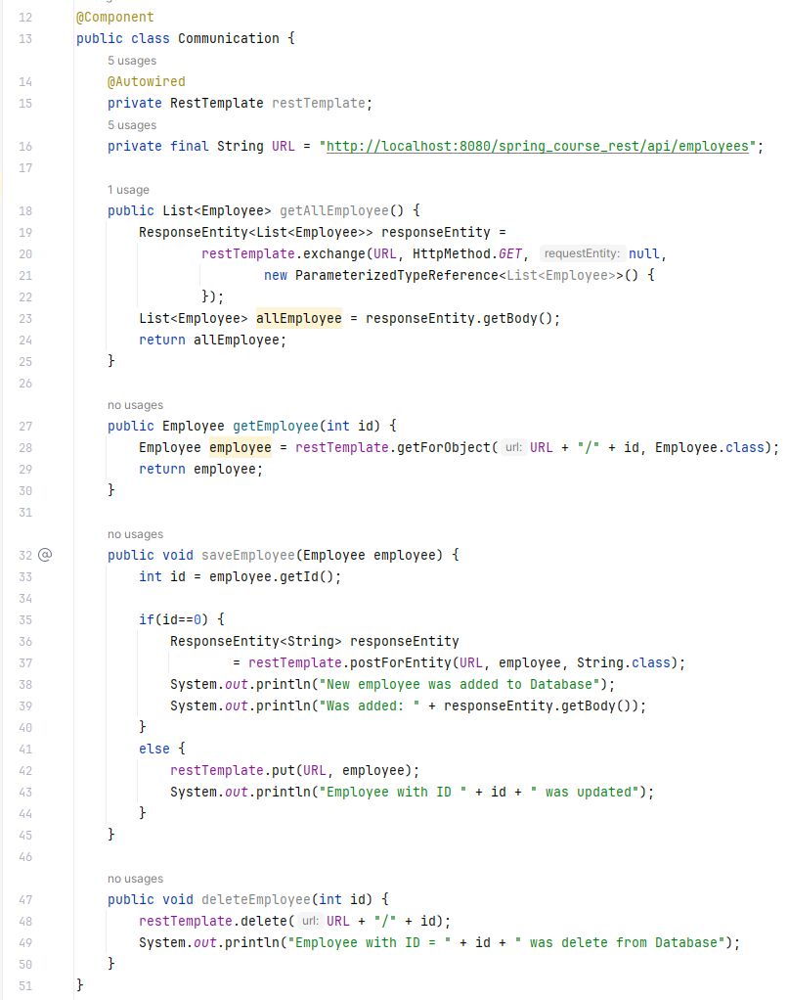 12 @Component
13 public class Communication {
5 usages
14 @Autowired
15 private RestTemplate restTemplate;
5 usages
16 private final String URL = "http://localhost:8080/spring_course_rest/api/employees";
17
1 usage
18 public List<Employee> getAllEmployee() {
19 ResponseEntity<List<Employee>> responseEntity =
20 restTemplate.exchange(URL, HttpMethod.GET, requestEntity: null,
21 new ParameterizedTypeReference<List<Employee>>() {
22 });
23 List<Employee> allEmployee = responseEntity.getBody();
24 return allEmployee;
25 }
26
no usages
27 public Employee getEmployee(int id) {
28 Employee employee = restTemplate.getForObject( url: URL + "/" + id, Employee.class);
29 return employee;
30 }
31
no usages
32 @ public void saveEmployee(Employee employee) {
33 int id = employee.getId();
34
35 if(id==0) {
36 ResponseEntity<String> responseEntity
37 = restTemplate.postForEntity(URL, employee, String.class);
38 System.out.println("New employee was added to Database");
39 System.out.println("Was added: " + responseEntity.getBody());
40 }
41 else {
42 restTemplate.put(URL, employee);
43 System.out.println("Employee with ID " + id + " was updated");
44 }
45 }
46
no usages
47 public void deleteEmployee(int id) {
48 restTemplate.delete( url: URL + "/" + id);
49 System.out.println("Employee with ID = " + id + " was delete from Database");
50 }
51 }